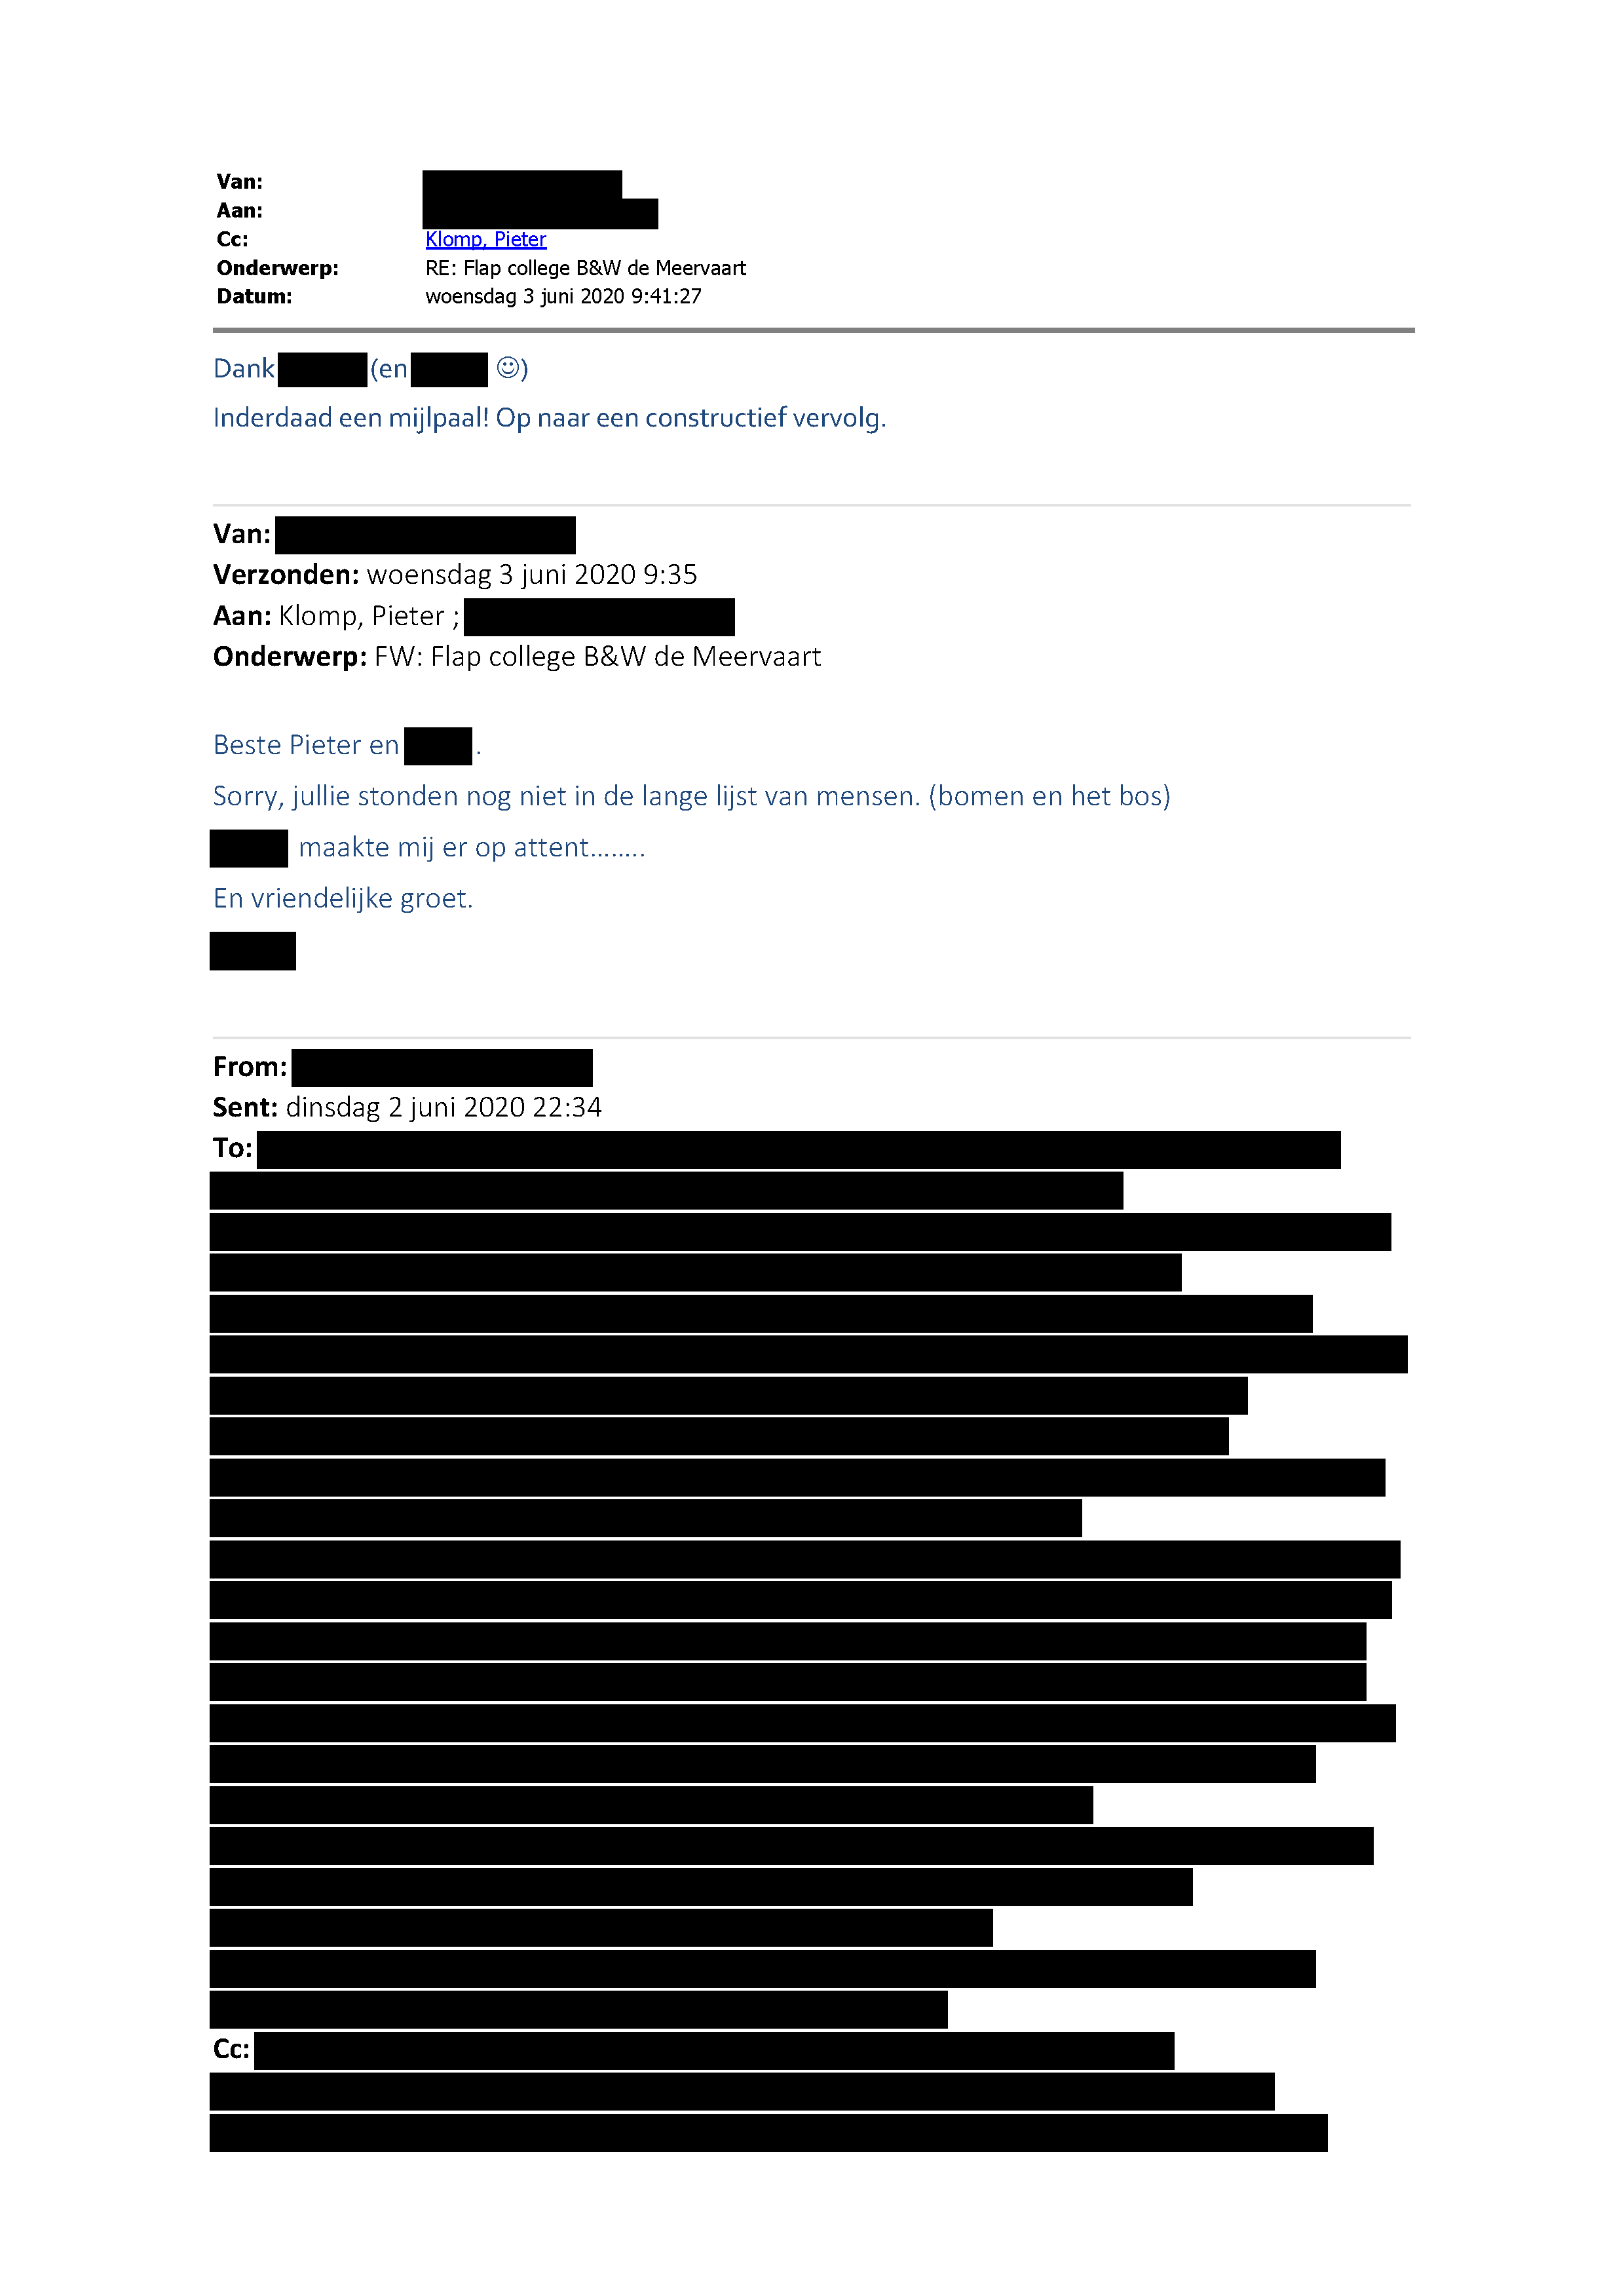 Van:
Aan:
Cc: Klomp, Pieter
Onderwerp: RE: Flap college B&W de Meervaart
Datum: woensdag 3 juni 2020 9:41:27
Dank (en ☺)
Inderdaad een mijlpaal! Op naar een constructief vervolg.
Van:
Verzonden: woensdag 3 juni 2020 9:35
Aan: Klomp, Pieter ;
Onderwerp: FW: Flap college B&W de Meervaart
Beste Pieter en .
Sorry, jullie stonden nog niet in de lange lijst van mensen. (bomen en het bos)
maakte mij er op attent........
En vriendelijke groet.
From:
Sent: dinsdag 2 juni 2020 22:34
To:
Cc: